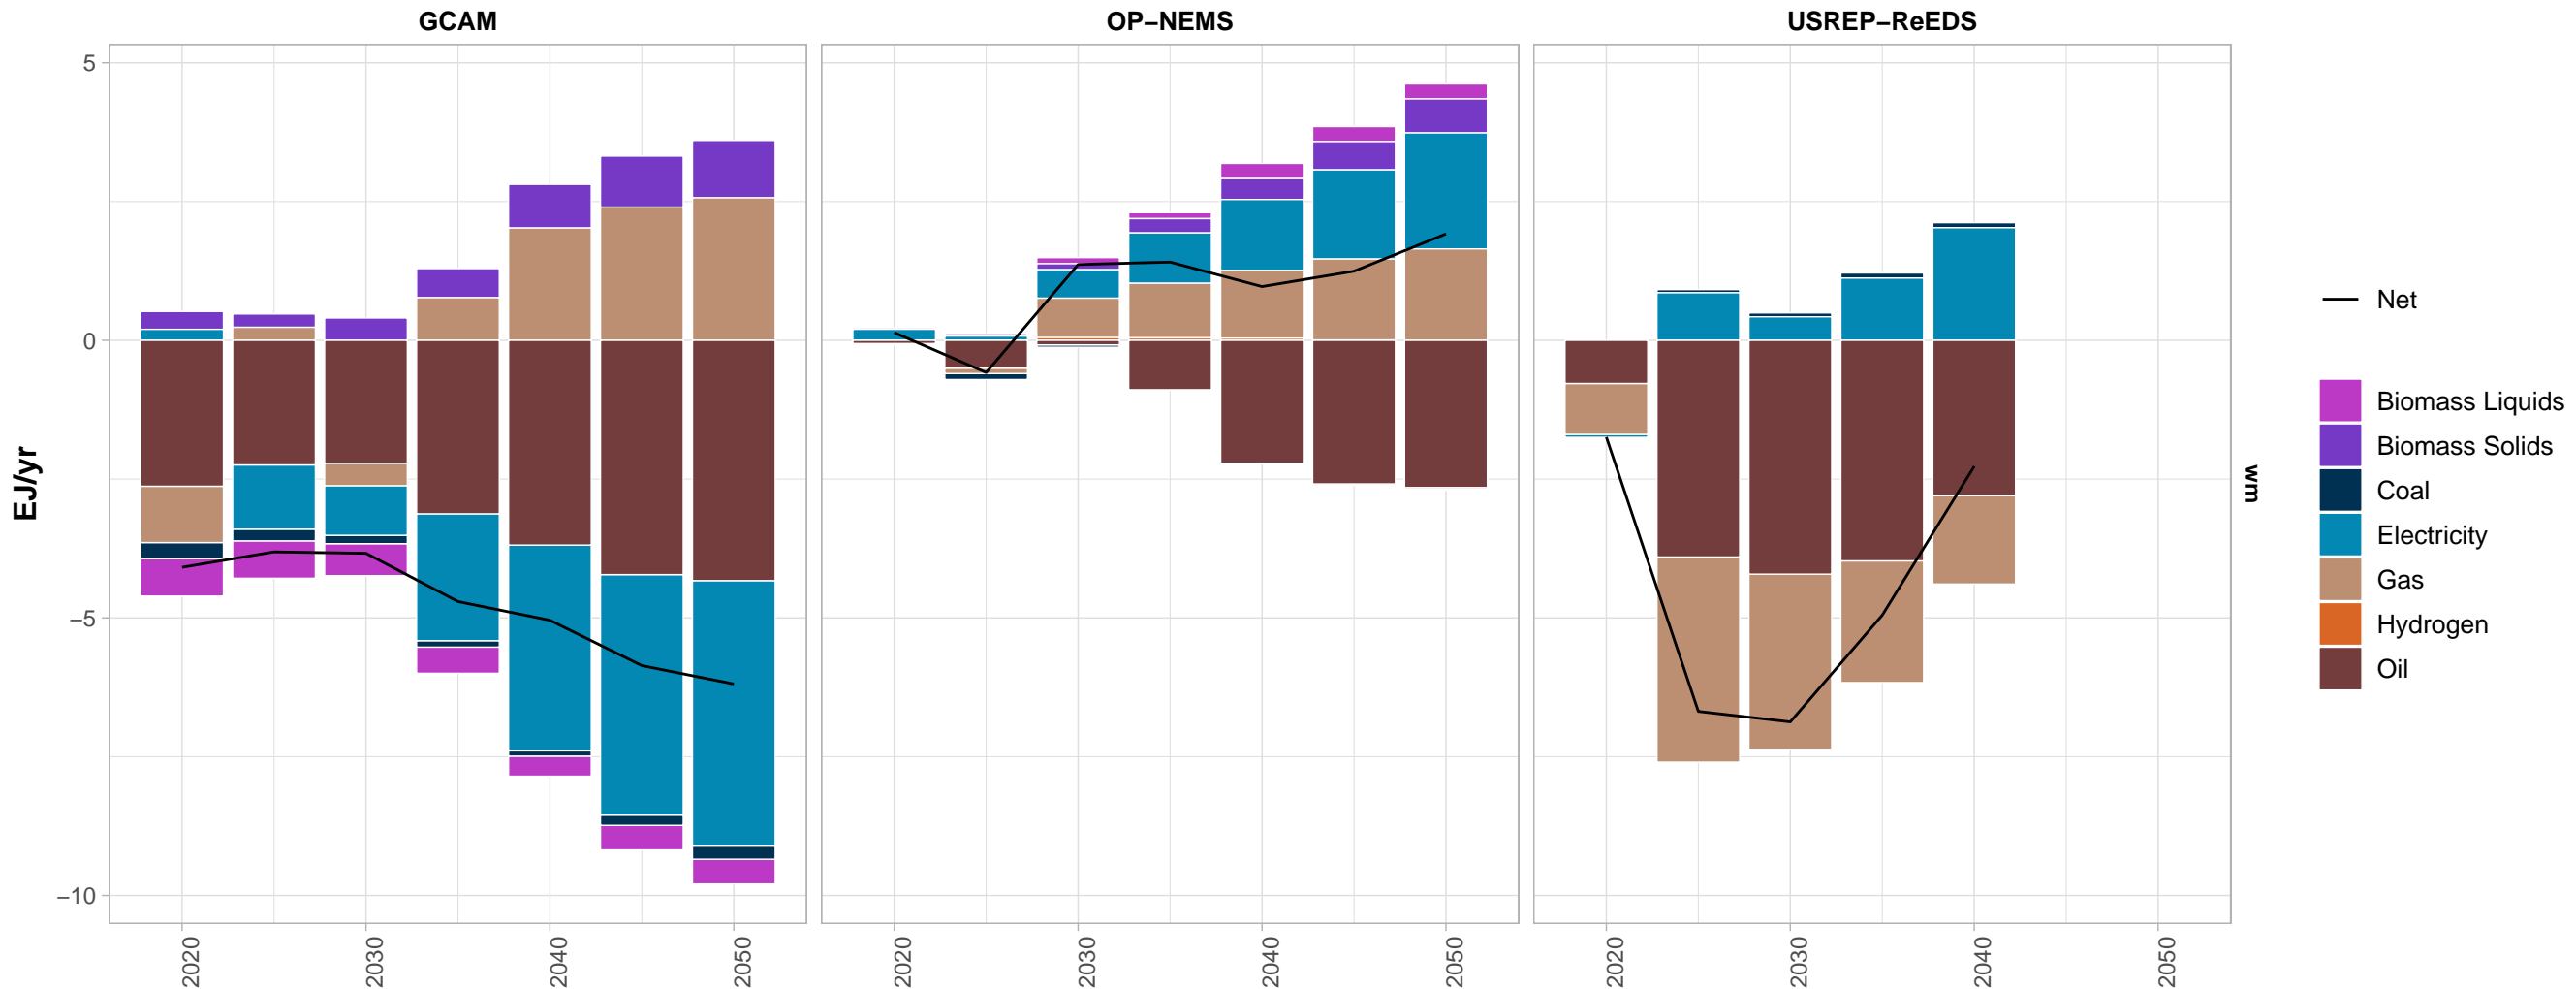 GCAM OP−NEMS USREP−ReEDS
5
0
−5
−10
EJ/yr
2020 2030 2040 2050 2020 2030 2040 2050 2020 2030 2040 2050
wm
Net
Biomass Liquids
Biomass Solids
Coal
Electricity
Gas
Hydrogen
Oil